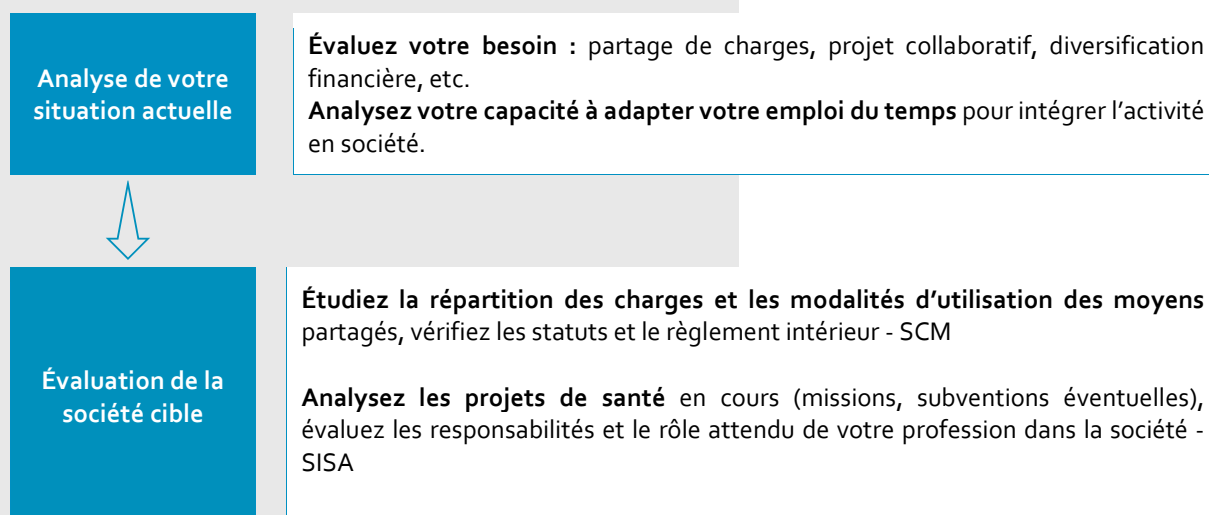 Analyse de votre
situation actuelle
Évaluez votre besoin : partage de charges, projet collaboratif, diversification
financière, etc.
Analysez votre capacité à adapter votre emploi du temps pour intégrer l’activité
en société.
Évaluation de la
société cible
Étudiez la répartition des charges et les modalités d’utilisation des moyens
partagés, vérifiez les statuts et le règlement intérieur - SCM
Analysez les projets de santé en cours (missions, subventions éventuelles),
évaluez les responsabilités et le rôle attendu de votre profession dans la société -
SISA